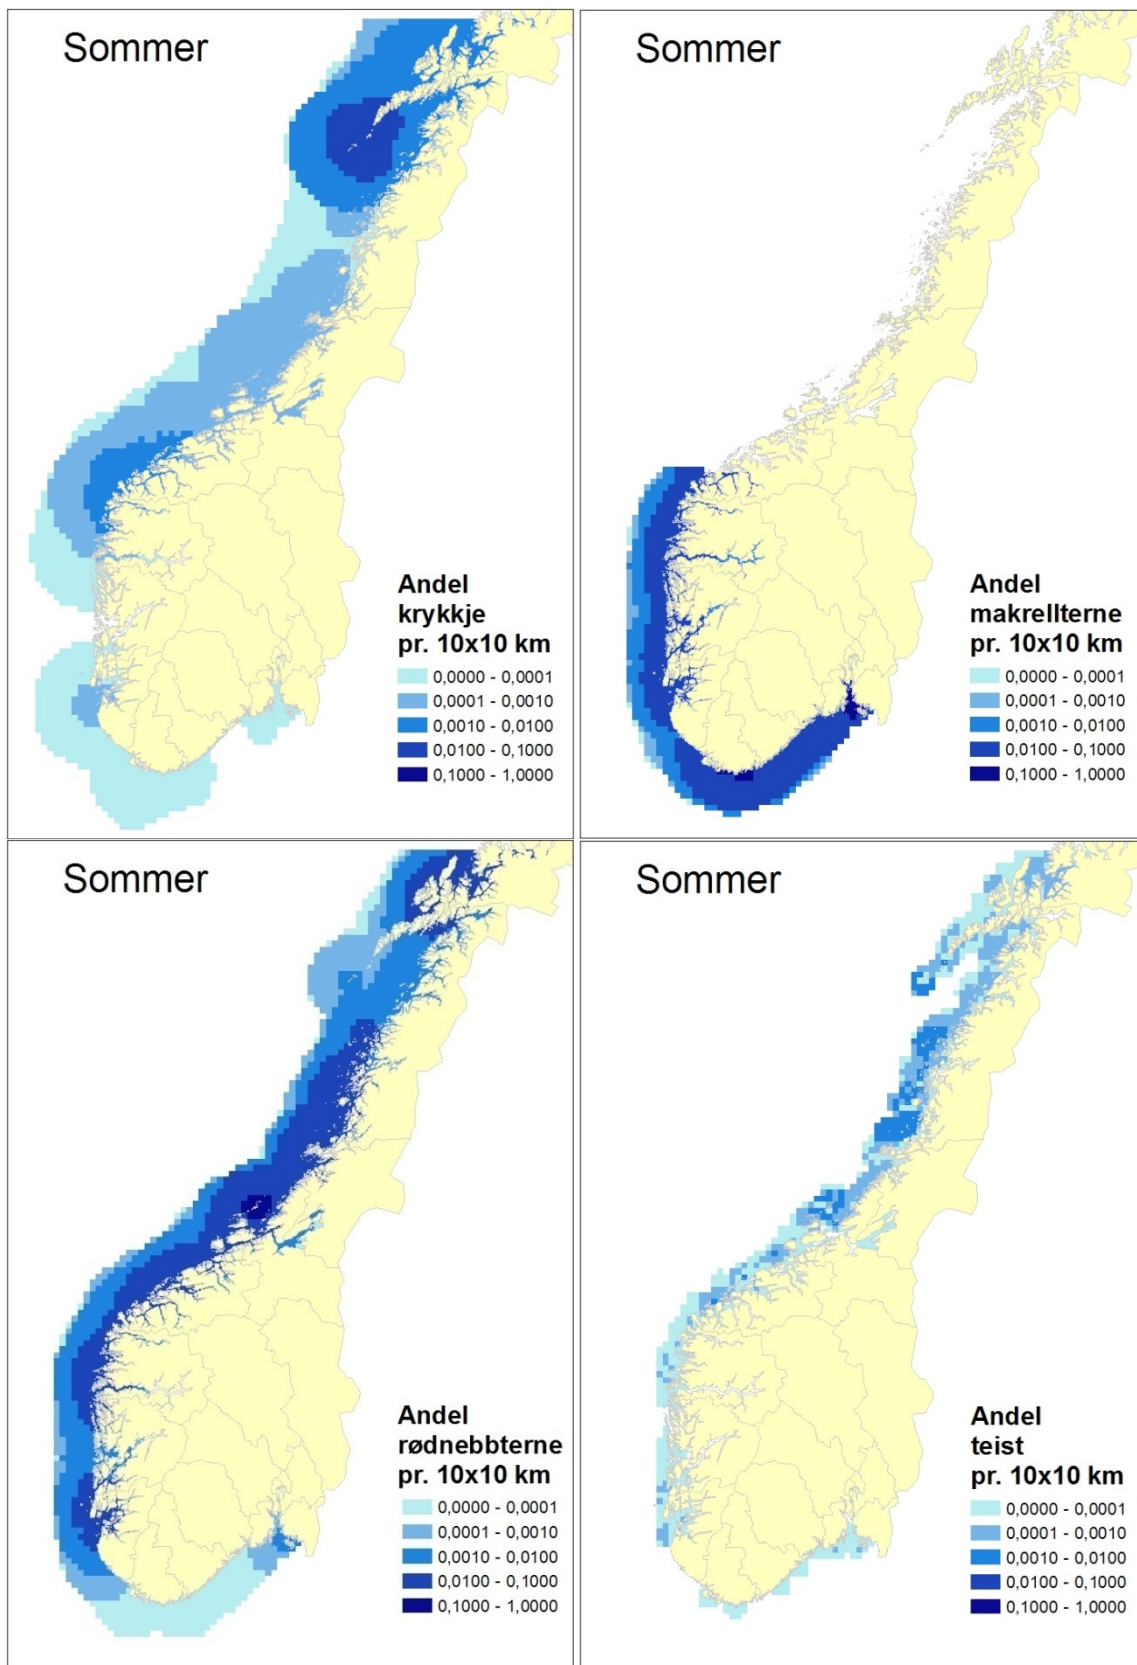 Sommer
Andel
krykkje
pr. 10x10 km
0,0000 - 0,0001
0,0001 - 0,0010
0,0010 - 0,0100
0,0100 - 0,1000
0,1000 - 1,0000
Sommer
Andel
makrellterne
pr. 10x10 km
0,0000 - 0,0001
0,0001 - 0,0010
0,0010 - 0,0100
0,0100 - 0,1000
0,1000 - 1,0000
Sommer
Andel
rødnebbterne
pr. 10x10 km
0,0000 - 0,0001
0,0001 - 0,0010
0,0010 - 0,0100
0,0100 - 0,1000
0,1000 - 1,0000
Sommer
Andel
teist
pr. 10x10 km
0,0000 - 0,0001
0,0001 - 0,0010
0,0010 - 0,0100
0,0100 - 0,1000
0,1000 - 1,0000